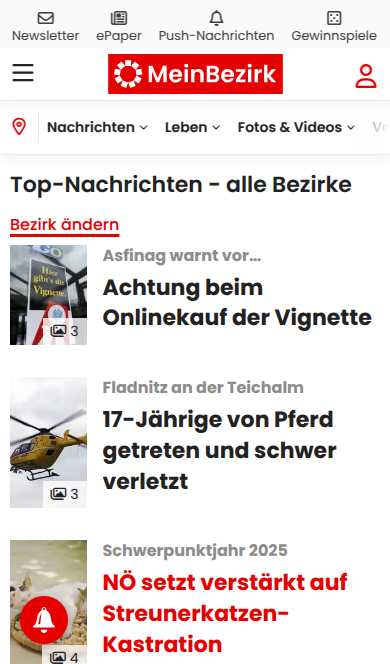 Newsletter
ePaper
Push-Nachrichten
Gewinnspiele
MeinBezirk
Nachrichten
Leben
Fotos & Videos
Top-Nachrichten - alle Bezirke
Bezirk ändern
Hier
gibt's die
Vignette
3
Asfinag warnt vor...
Achtung beim
Onlinekauf der Vignette
3
Fladnitz an der Teichalm
17-Jährige von Pferd
getreten und schwer
verletzt
4
Schwerpunktjahr 2025
NÖ setzt verstärkt auf
Streunerkatzen-
Kastration